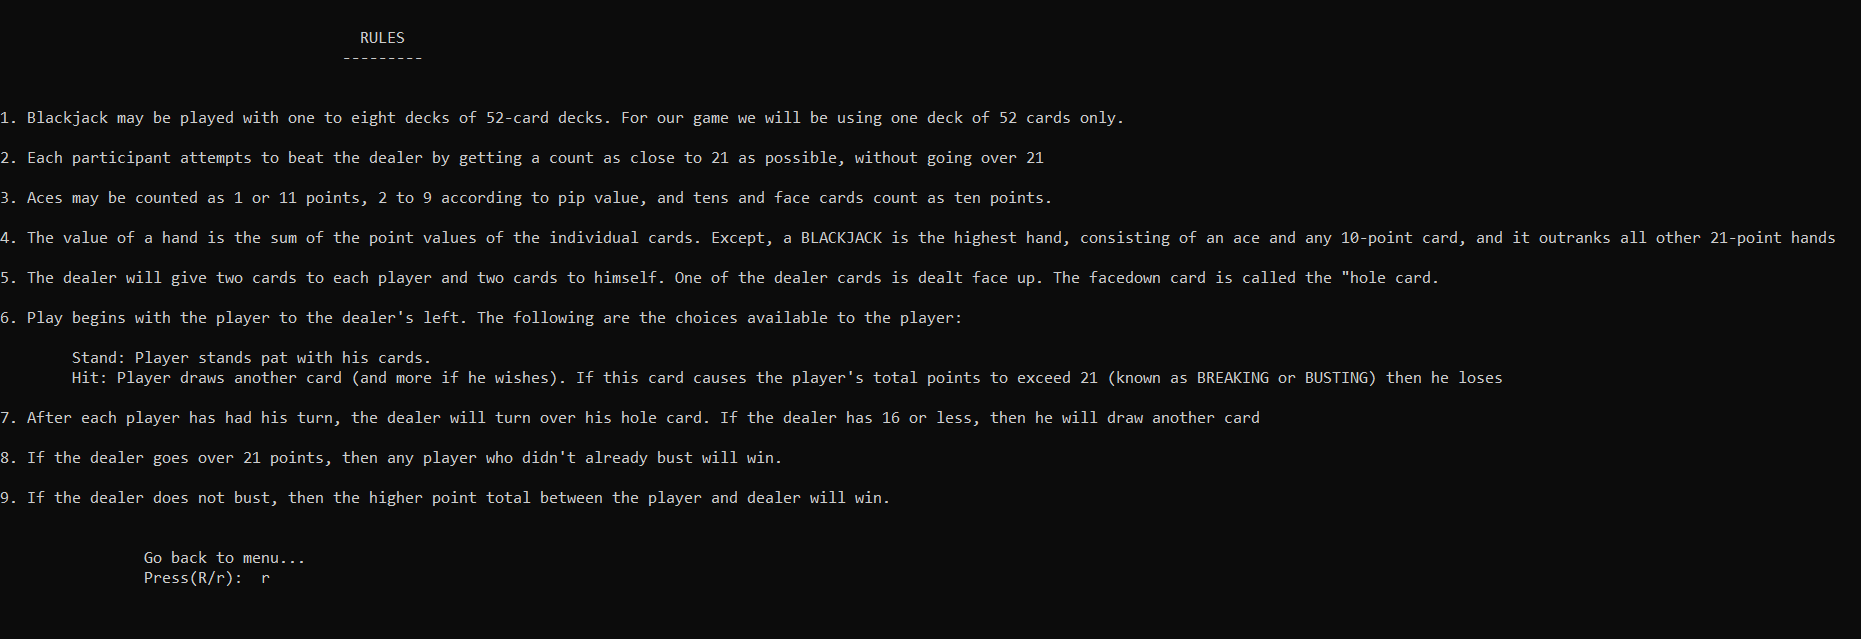 RULES
---------
1. Blackjack may be played with one to eight decks of 52-card decks. For our game we will be using one deck of 52 cards only.
2. Each participant attempts to beat the dealer by getting a count as close to 21 as possible, without going over 21
3. Aces may be counted as 1 or 11 points, 2 to 9 according to pip value, and tens and face cards count as ten points.
4. The value of a hand is the sum of the point values of the individual cards. Except, a BLACKJACK is the highest hand, consisting of an ace and any 10-point card, and it outranks all other 21-point hands
5. The dealer will give two cards to each player and two cards to himself. One of the dealer cards is dealt face up. The facedown card is called the "hole card.
6. Play begins with the player to the dealer's left. The following are the choices available to the player:
Stand: Player stands pat with his cards.
Hit: Player draws another card (and more if he wishes). If this card causes the player's total points to exceed 21 (known as BREAKING or BUSTING) then he loses
7. After each player has had his turn, the dealer will turn over his hole card. If the dealer has 16 or less, then he will draw another card
8. If the dealer goes over 21 points, then any player who didn't already bust will win.
9. If the dealer does not bust, then the higher point total between the player and dealer will win.
Go back to menu...
Press(R/r):  r